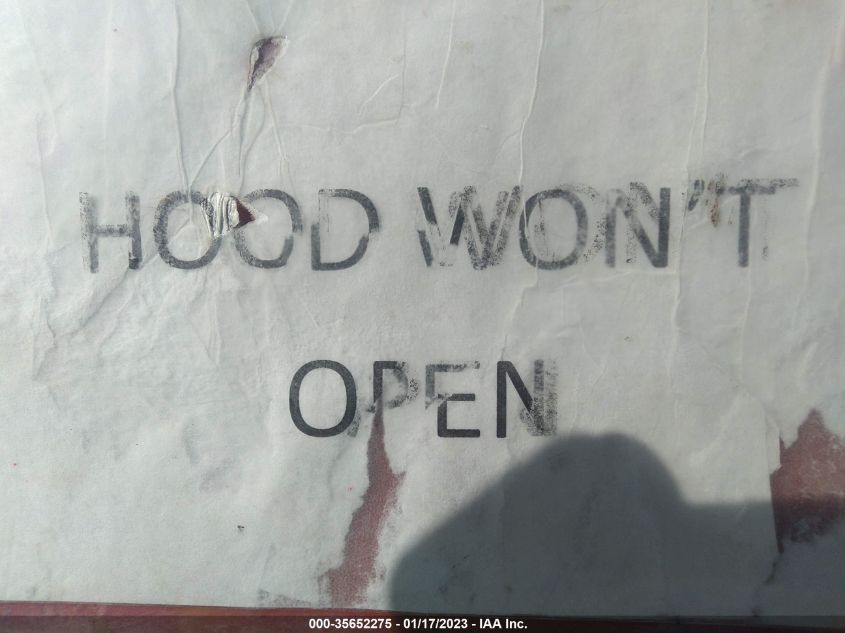 HOOD WON'T
OPEN
000-35652275 - 01/17/2023 - IAA Inc.